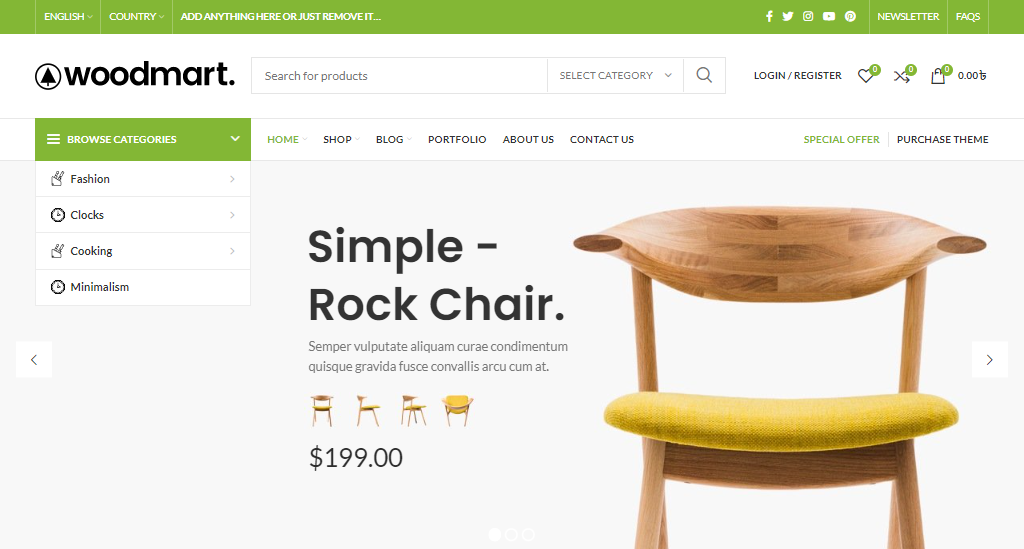 ENGLISH COUNTRY ADD ANYTHING HERE OR JUST REMOVE IT… NEWSLETTER FAQS
woodmart. Search for products SELECT CATEGORY LOGIN / REGISTER 0 0 0 0.00৳
BROWSE CATEGORIES HOME SHOP BLOG PORTFOLIO ABOUT US CONTACT US SPECIAL OFFER PURCHASE THEME
Fashion
Clocks
Cooking
Minimalism
Simple -
Rock Chair.
Semper vulputate aliquam curae condimentum
quisque gravida fusce convallis arcu cum at.
$199.00